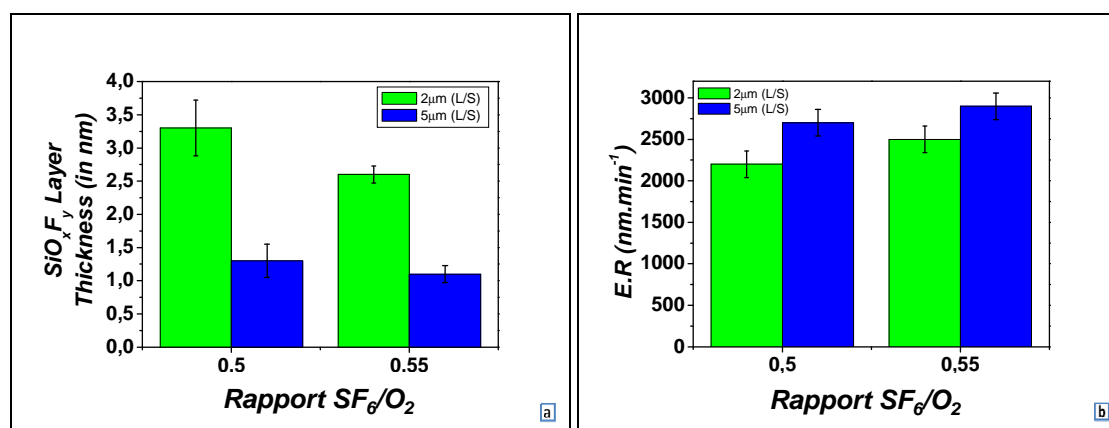 4,0
3,5
3,0
2,5
2,0
1,5
1,0
0,5
0,0
SiOxFy Layer
Thickness (in nm)
2µm (L/S)
5µm (L/S)
0.5
0.55
Rapport SF6/O2
a
3000
2500
2000
1500
1000
500
0
E.R (nm.min-1)
2µm (L/S)
5µm (L/S)
0,5
0,55
Rapport SF6/O2
b